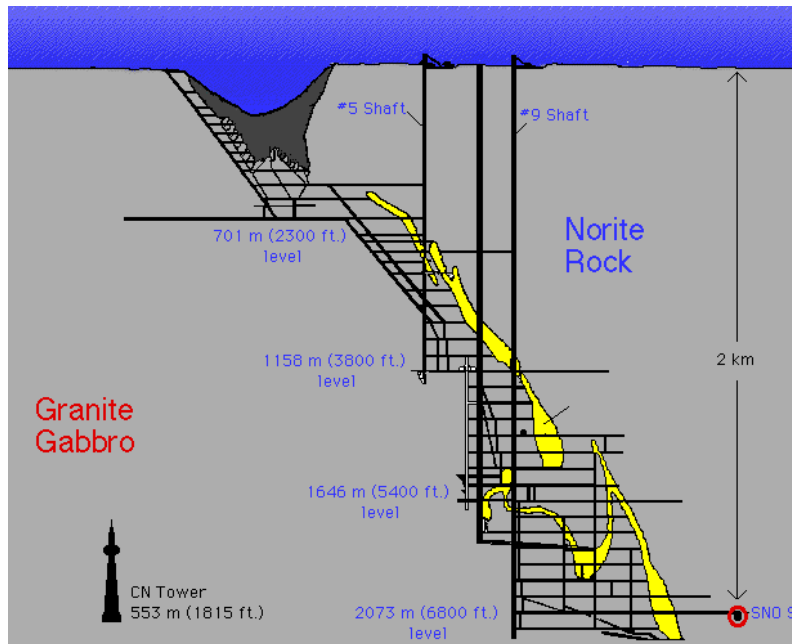 #5 Shaft
#9 Shaft
701 m (2300 ft.)
level
Norite
Rock
1158 m (3800 ft.)
level
2 km
Granite
Gabbro
1646 m (5400 ft.)
level
CN Tower
553 m (1815 ft.)
2073 m (6800 ft.)
level
SNO S